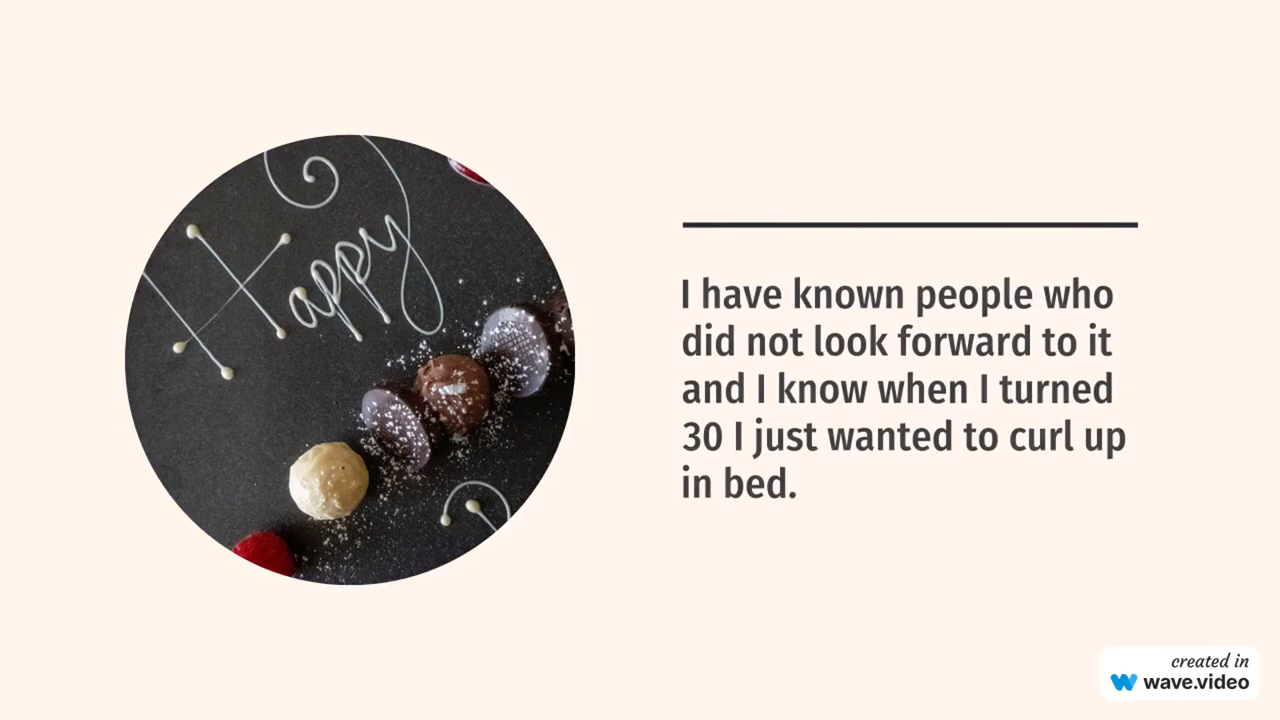 Happy
I have known people who
did not look forward to it
and I know when I turned
30 I just wanted to curl up
in bed.
created in
wave.video